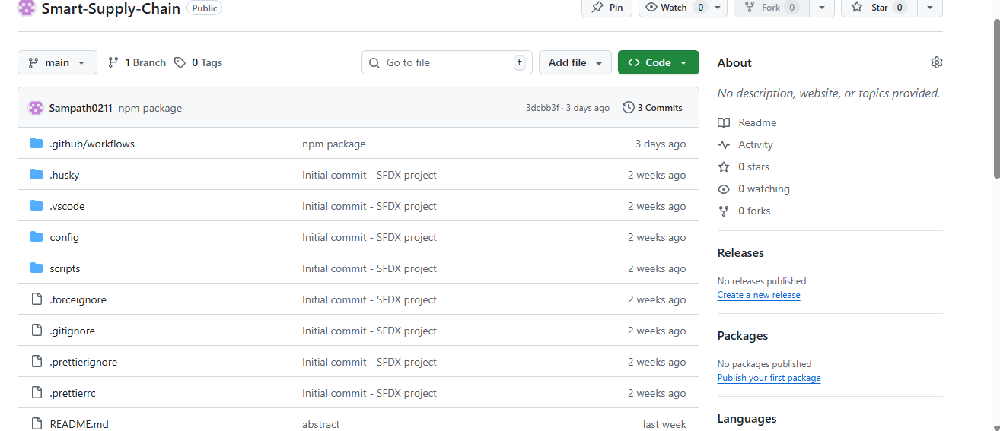 Smart-Supply-Chain Public
Pin
Watch 0
Fork 0
Star 0
main
1 Branch
0 Tags
Go to file t
Add file
<> Code
Sampath0211 npm package 3dcbb3f · 3 days ago 3 Commits
.github/workflows npm package 3 days ago
.husky Initial commit - SFDX project 2 weeks ago
.vscode Initial commit - SFDX project 2 weeks ago
config Initial commit - SFDX project 2 weeks ago
scripts Initial commit - SFDX project 2 weeks ago
.forceignore Initial commit - SFDX project 2 weeks ago
.gitignore Initial commit - SFDX project 2 weeks ago
.prettierignore Initial commit - SFDX project 2 weeks ago
.prettierrc Initial commit - SFDX project 2 weeks ago
README.md abstract last week
About
No description, website, or topics provided.
Readme
Activity
0 stars
0 watching
0 forks
Releases
No releases published
Create a new release
Packages
No packages published
Publish your first package
Languages